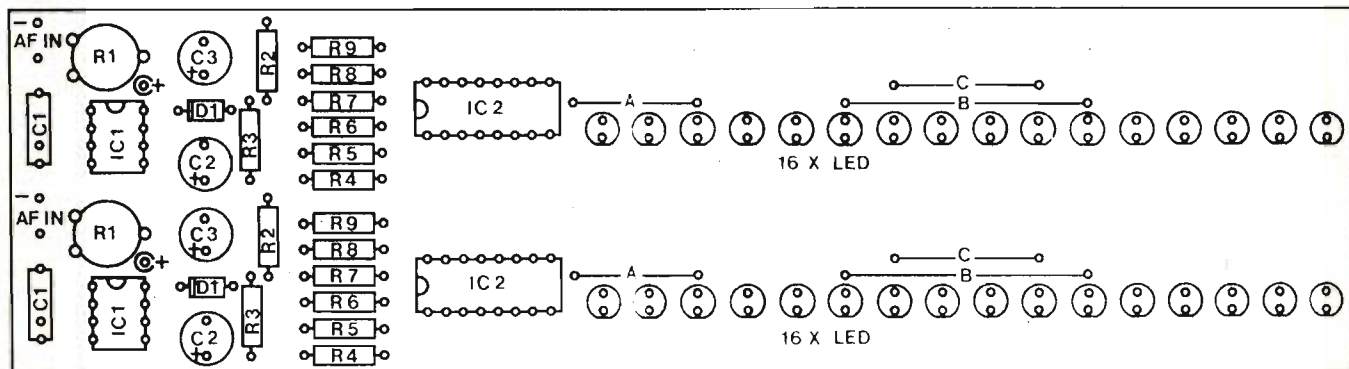 −
AF IN
R1
+
C3
+
R2
R9
R8
R7
R6
R5
R4
C1
IC1
D1
C2
+
R3
IC2
A
C
B
16 X LED
−
AF IN
R1
+
C3
+
R2
R9
R8
R7
R6
R5
R4
C1
IC1
D1
C2
+
R3
IC2
A
C
B
16 X LED